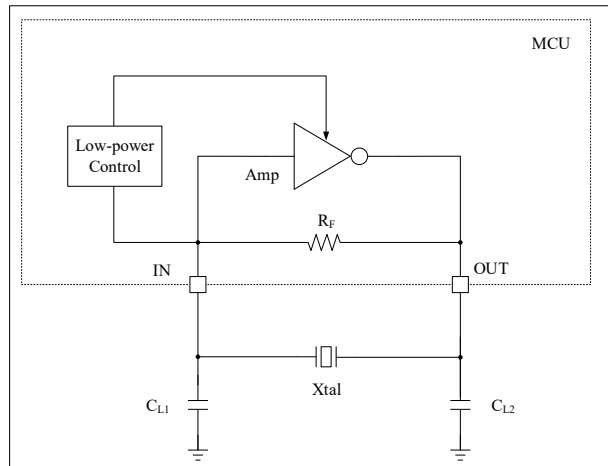 MCU
Low-power
Control
Amp
R_F
IN
OUT
Xtal
C_L1
C_L2